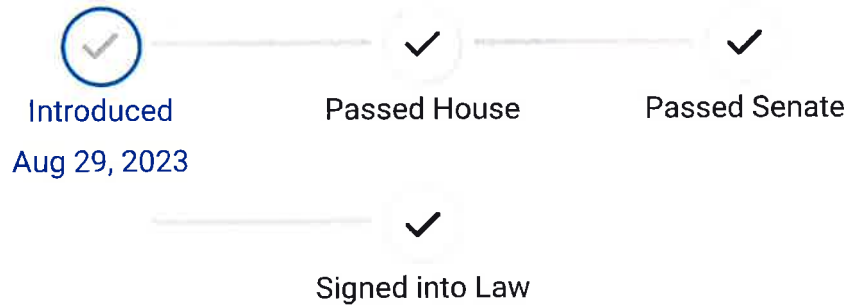 Introduced
Passed House
Passed Senate
Aug 29, 2023
Signed into Law